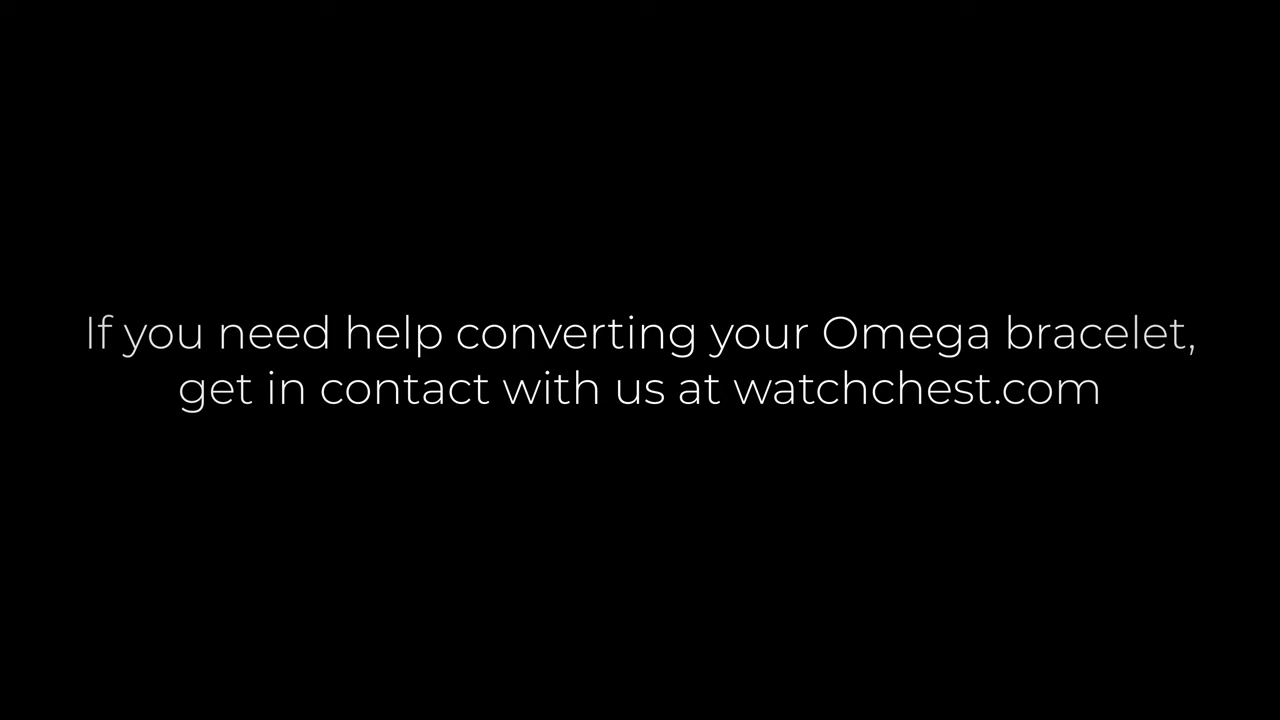 If you need help converting your Omega bracelet,
get in contact with us at watchchest.com